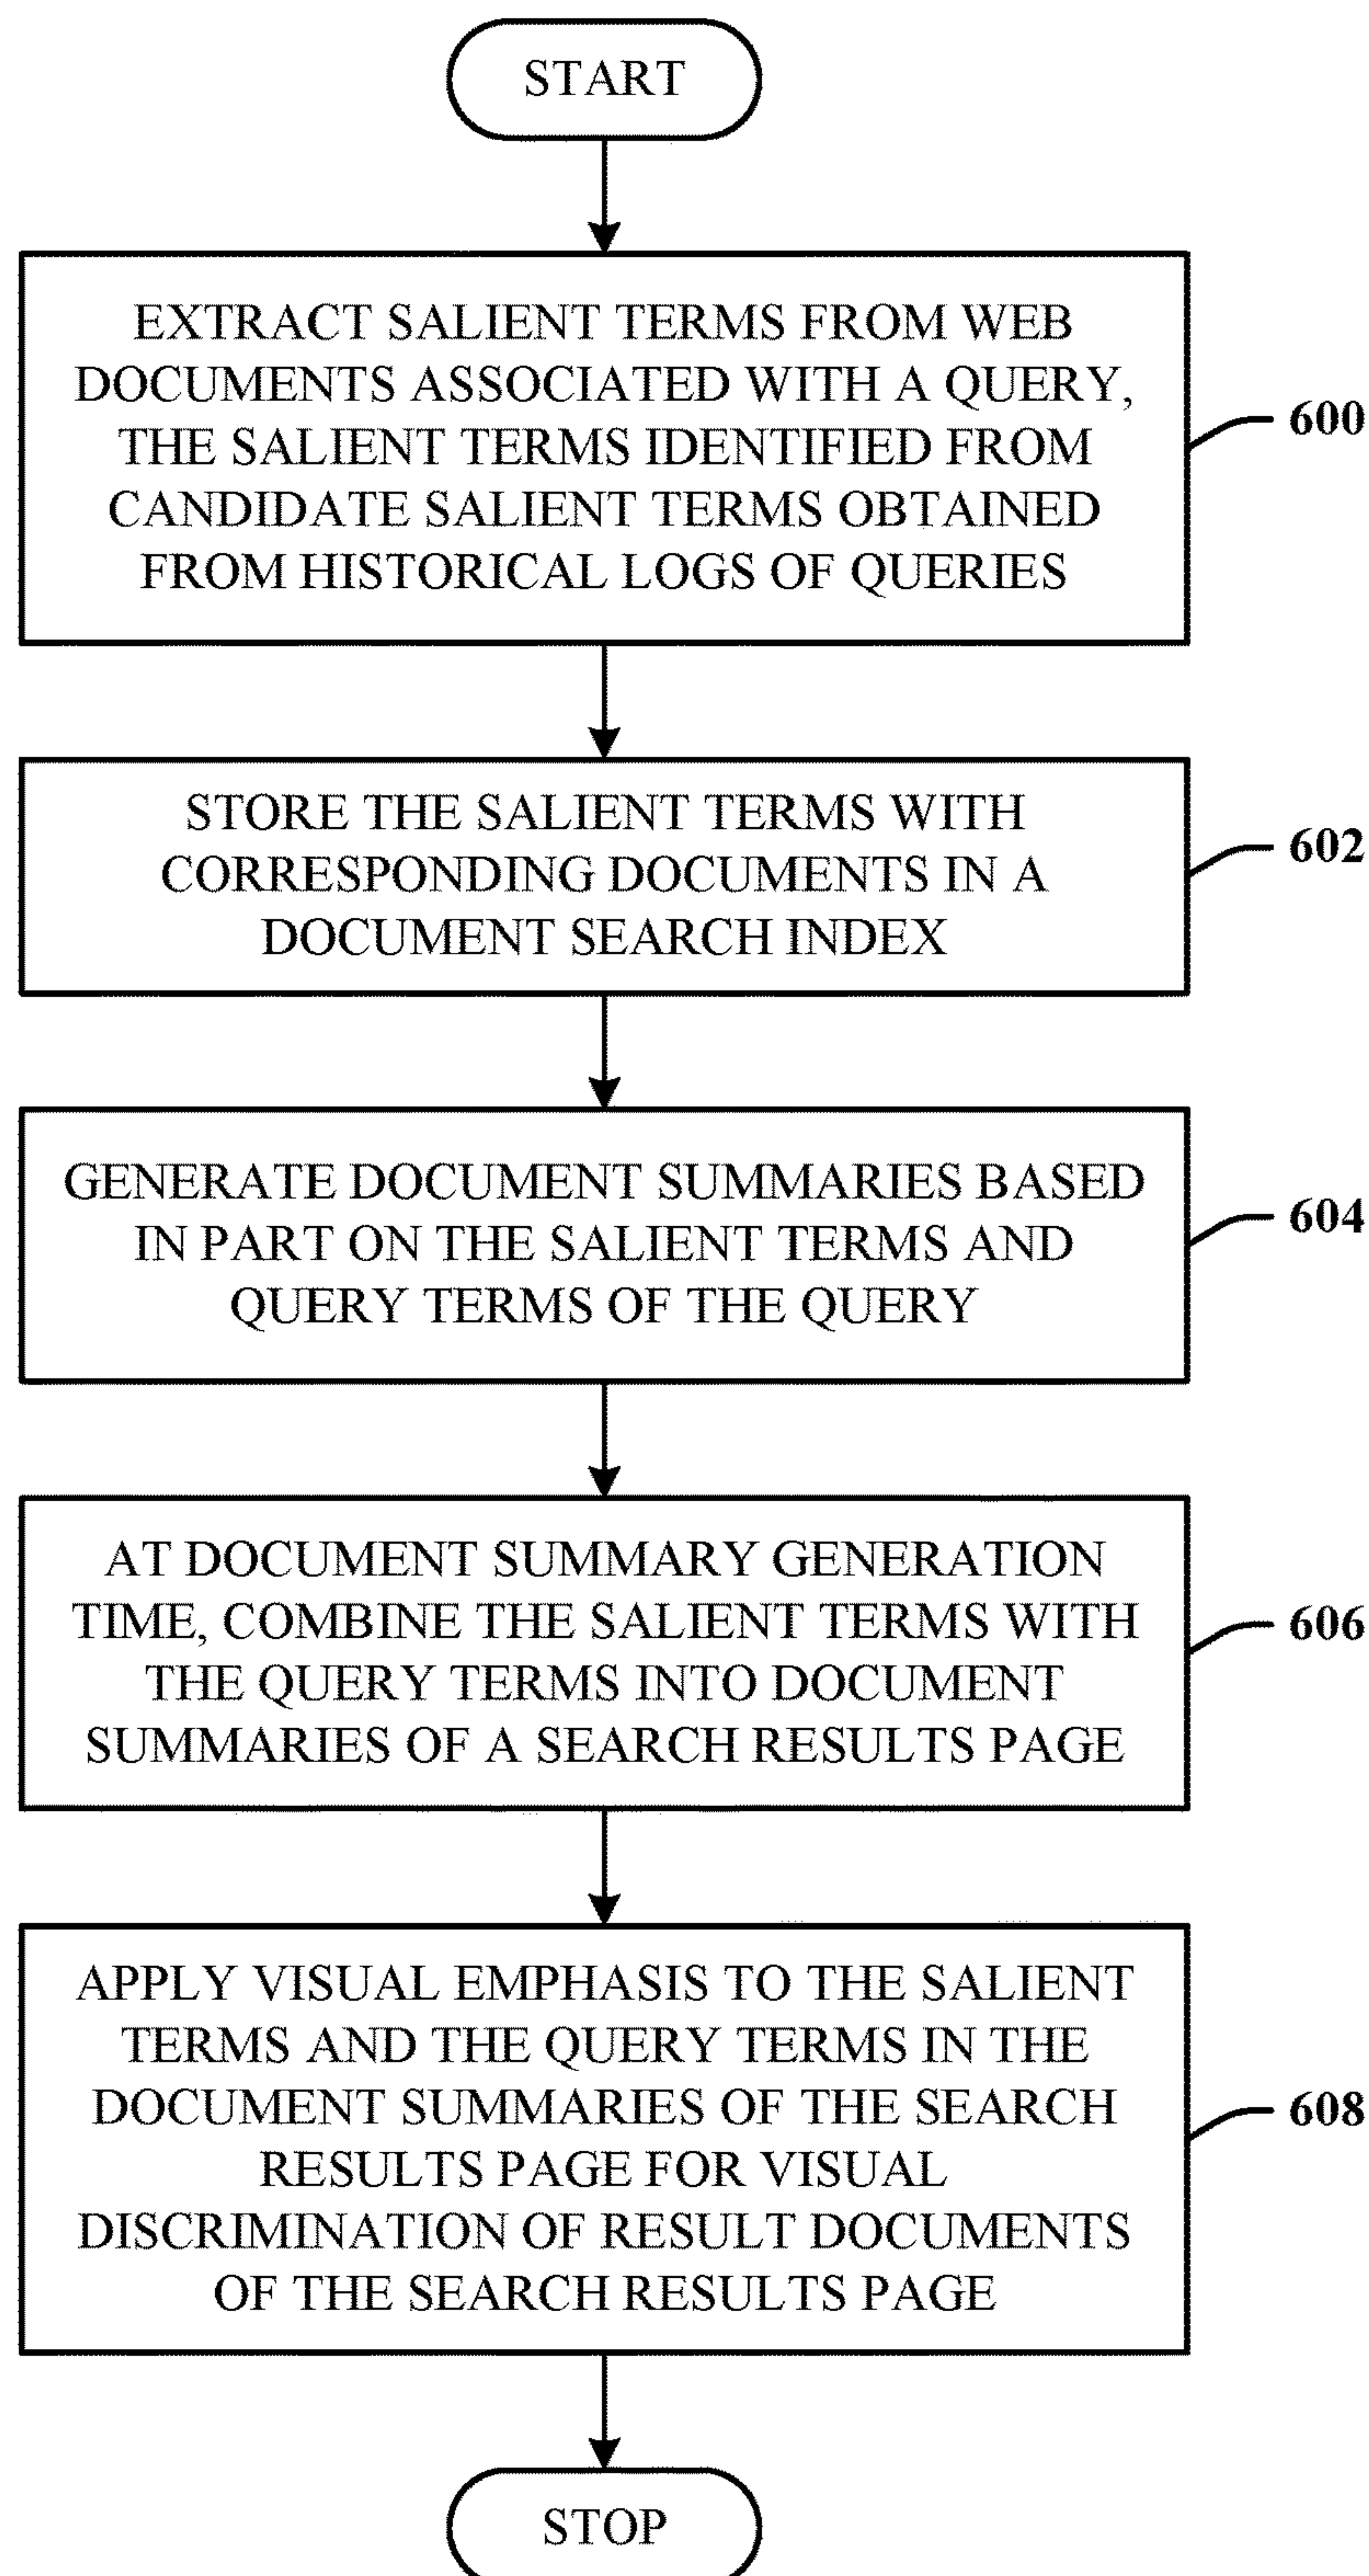 START
EXTRACT SALIENT TERMS FROM WEB
DOCUMENTS ASSOCIATED WITH A QUERY,
THE SALIENT TERMS IDENTIFIED FROM
CANDIDATE SALIENT TERMS OBTAINED
FROM HISTORICAL LOGS OF QUERIES
600
STORE THE SALIENT TERMS WITH
CORRESPONDING DOCUMENTS IN A
DOCUMENT SEARCH INDEX
602
GENERATE DOCUMENT SUMMARIES BASED
IN PART ON THE SALIENT TERMS AND
QUERY TERMS OF THE QUERY
604
AT DOCUMENT SUMMARY GENERATION
TIME, COMBINE THE SALIENT TERMS WITH
THE QUERY TERMS INTO DOCUMENT
SUMMARIES OF A SEARCH RESULTS PAGE
606
APPLY VISUAL EMPHASIS TO THE SALIENT
TERMS AND THE QUERY TERMS IN THE
DOCUMENT SUMMARIES OF THE SEARCH
RESULTS PAGE FOR VISUAL
DISCRIMINATION OF RESULT DOCUMENTS
OF THE SEARCH RESULTS PAGE
608
STOP